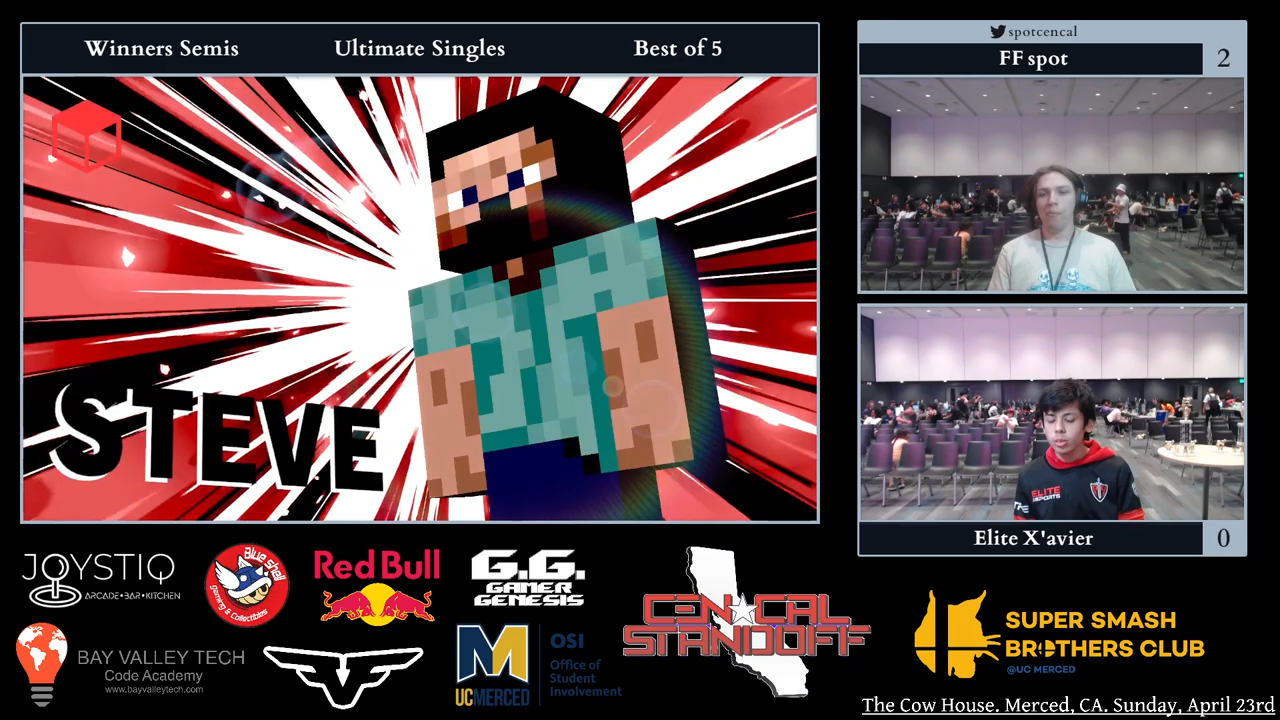 Winners Semis
Ultimate Singles
Best of 5
spotcencal
FF spot
2
STEVE
ELITE
ESPORTS
Elite X'avier
0
JOYSTIQ
ARCADE•BAR•KITCHEN
Blue Shell
Gaming & Collectibles
Red Bull
G.G.
GAMER
GENESIS
CEN CAL
STANDOFF
BAY VALLEY TECH
Code Academy
www.bayvalleytech.com
M
UCMERCED
OSI
Office of
Student
Involvement
SUPER SMASH
BROTHERS CLUB
@UC MERCED
The Cow House. Merced, CA. Sunday, April 23rd